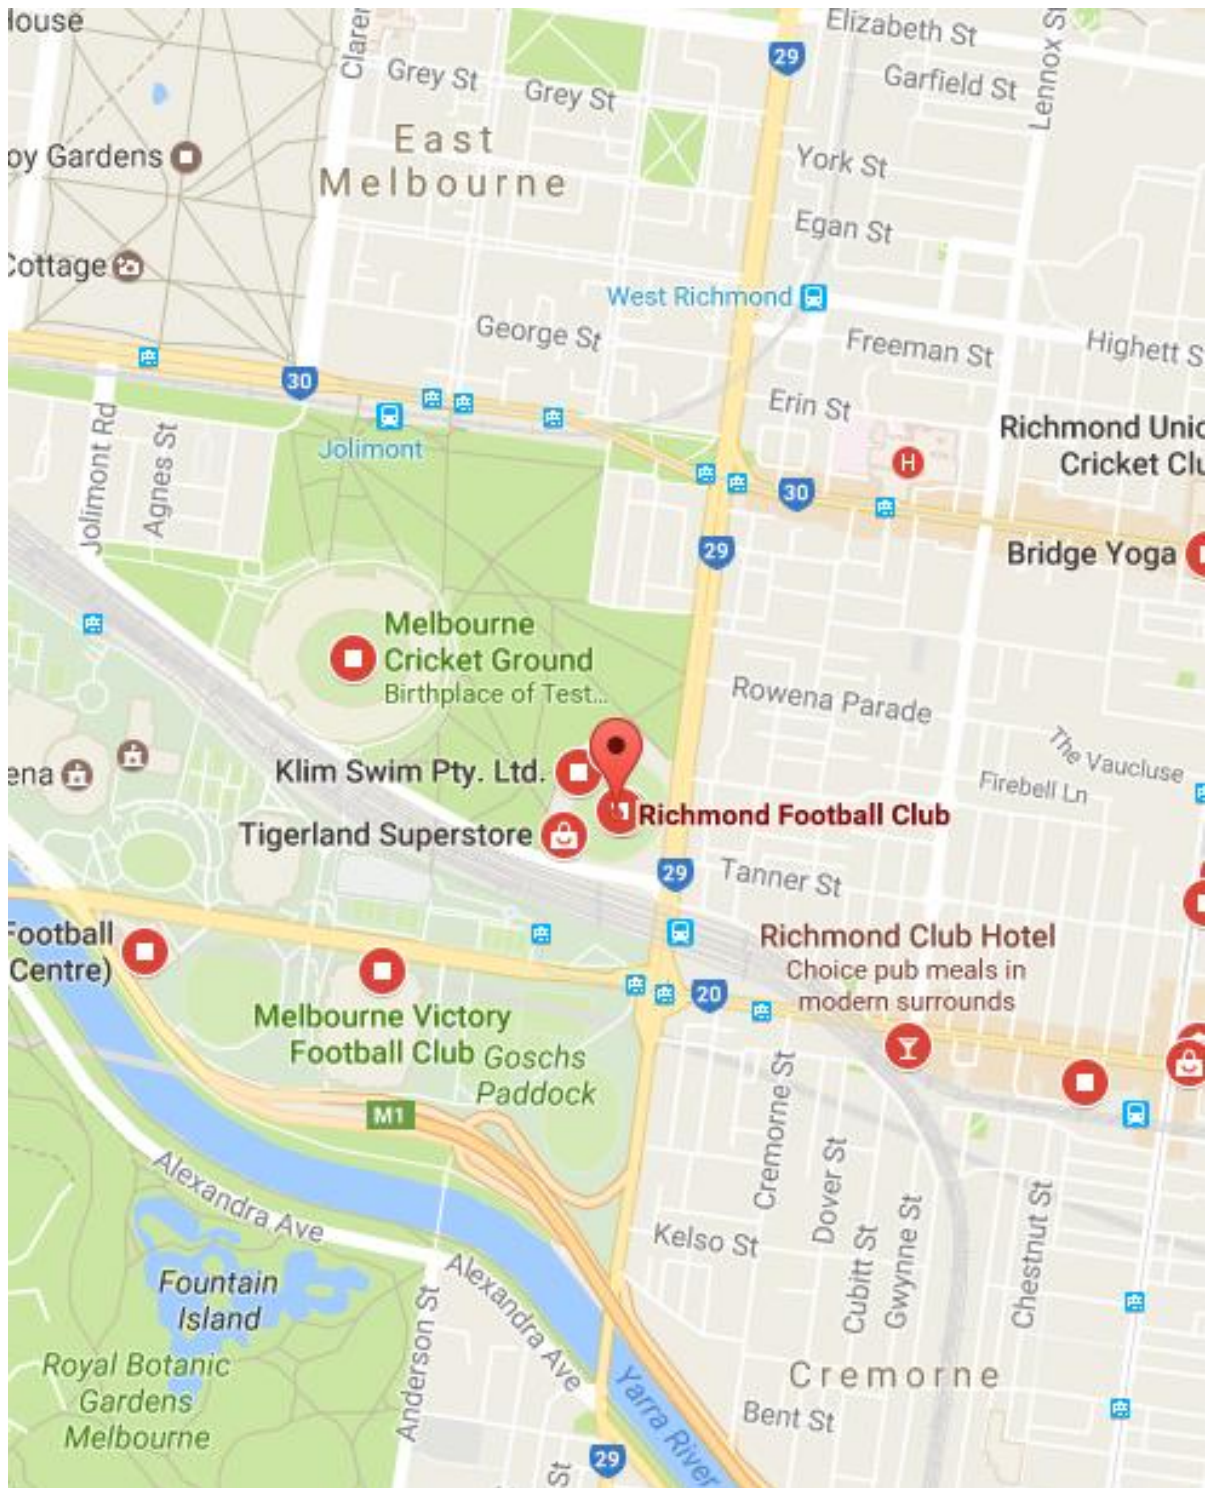 House
Claren
Elizabeth St
Lennox St
29
Grey St
Grey St
Garfield St
East
Melbourne
oy Gardens
York St
Egan St
Cottage
West Richmond
George St
Freeman St
Highett S
30
Jolimont Rd
Agnes St
Jolimont
Erin St
H
Richmond Unio
Cricket Clu
30
29
Bridge Yoga
Melbourne
Cricket Ground
Birthplace of Test...
Rowena Parade
The Vaucluse
ena
Klim Swim Pty. Ltd.
Firebell Ln
Richmond Football Club
Tigerland Superstore
29
Tanner St
Football
Centre)
Richmond Club Hotel
Choice pub meals in
modern surrounds
20
Melbourne Victory
Football Club
Goschs
Paddock
M1
Cremorne St
Dover St
Alexandra Ave
Kelso St
Cubitt St
Gwynne St
Chestnut St
Fountain
Island
Anderson St
Alexandra Ave
Royal Botanic
Gardens
Melbourne
Cremorne
Yarra River
Bent St
29
St